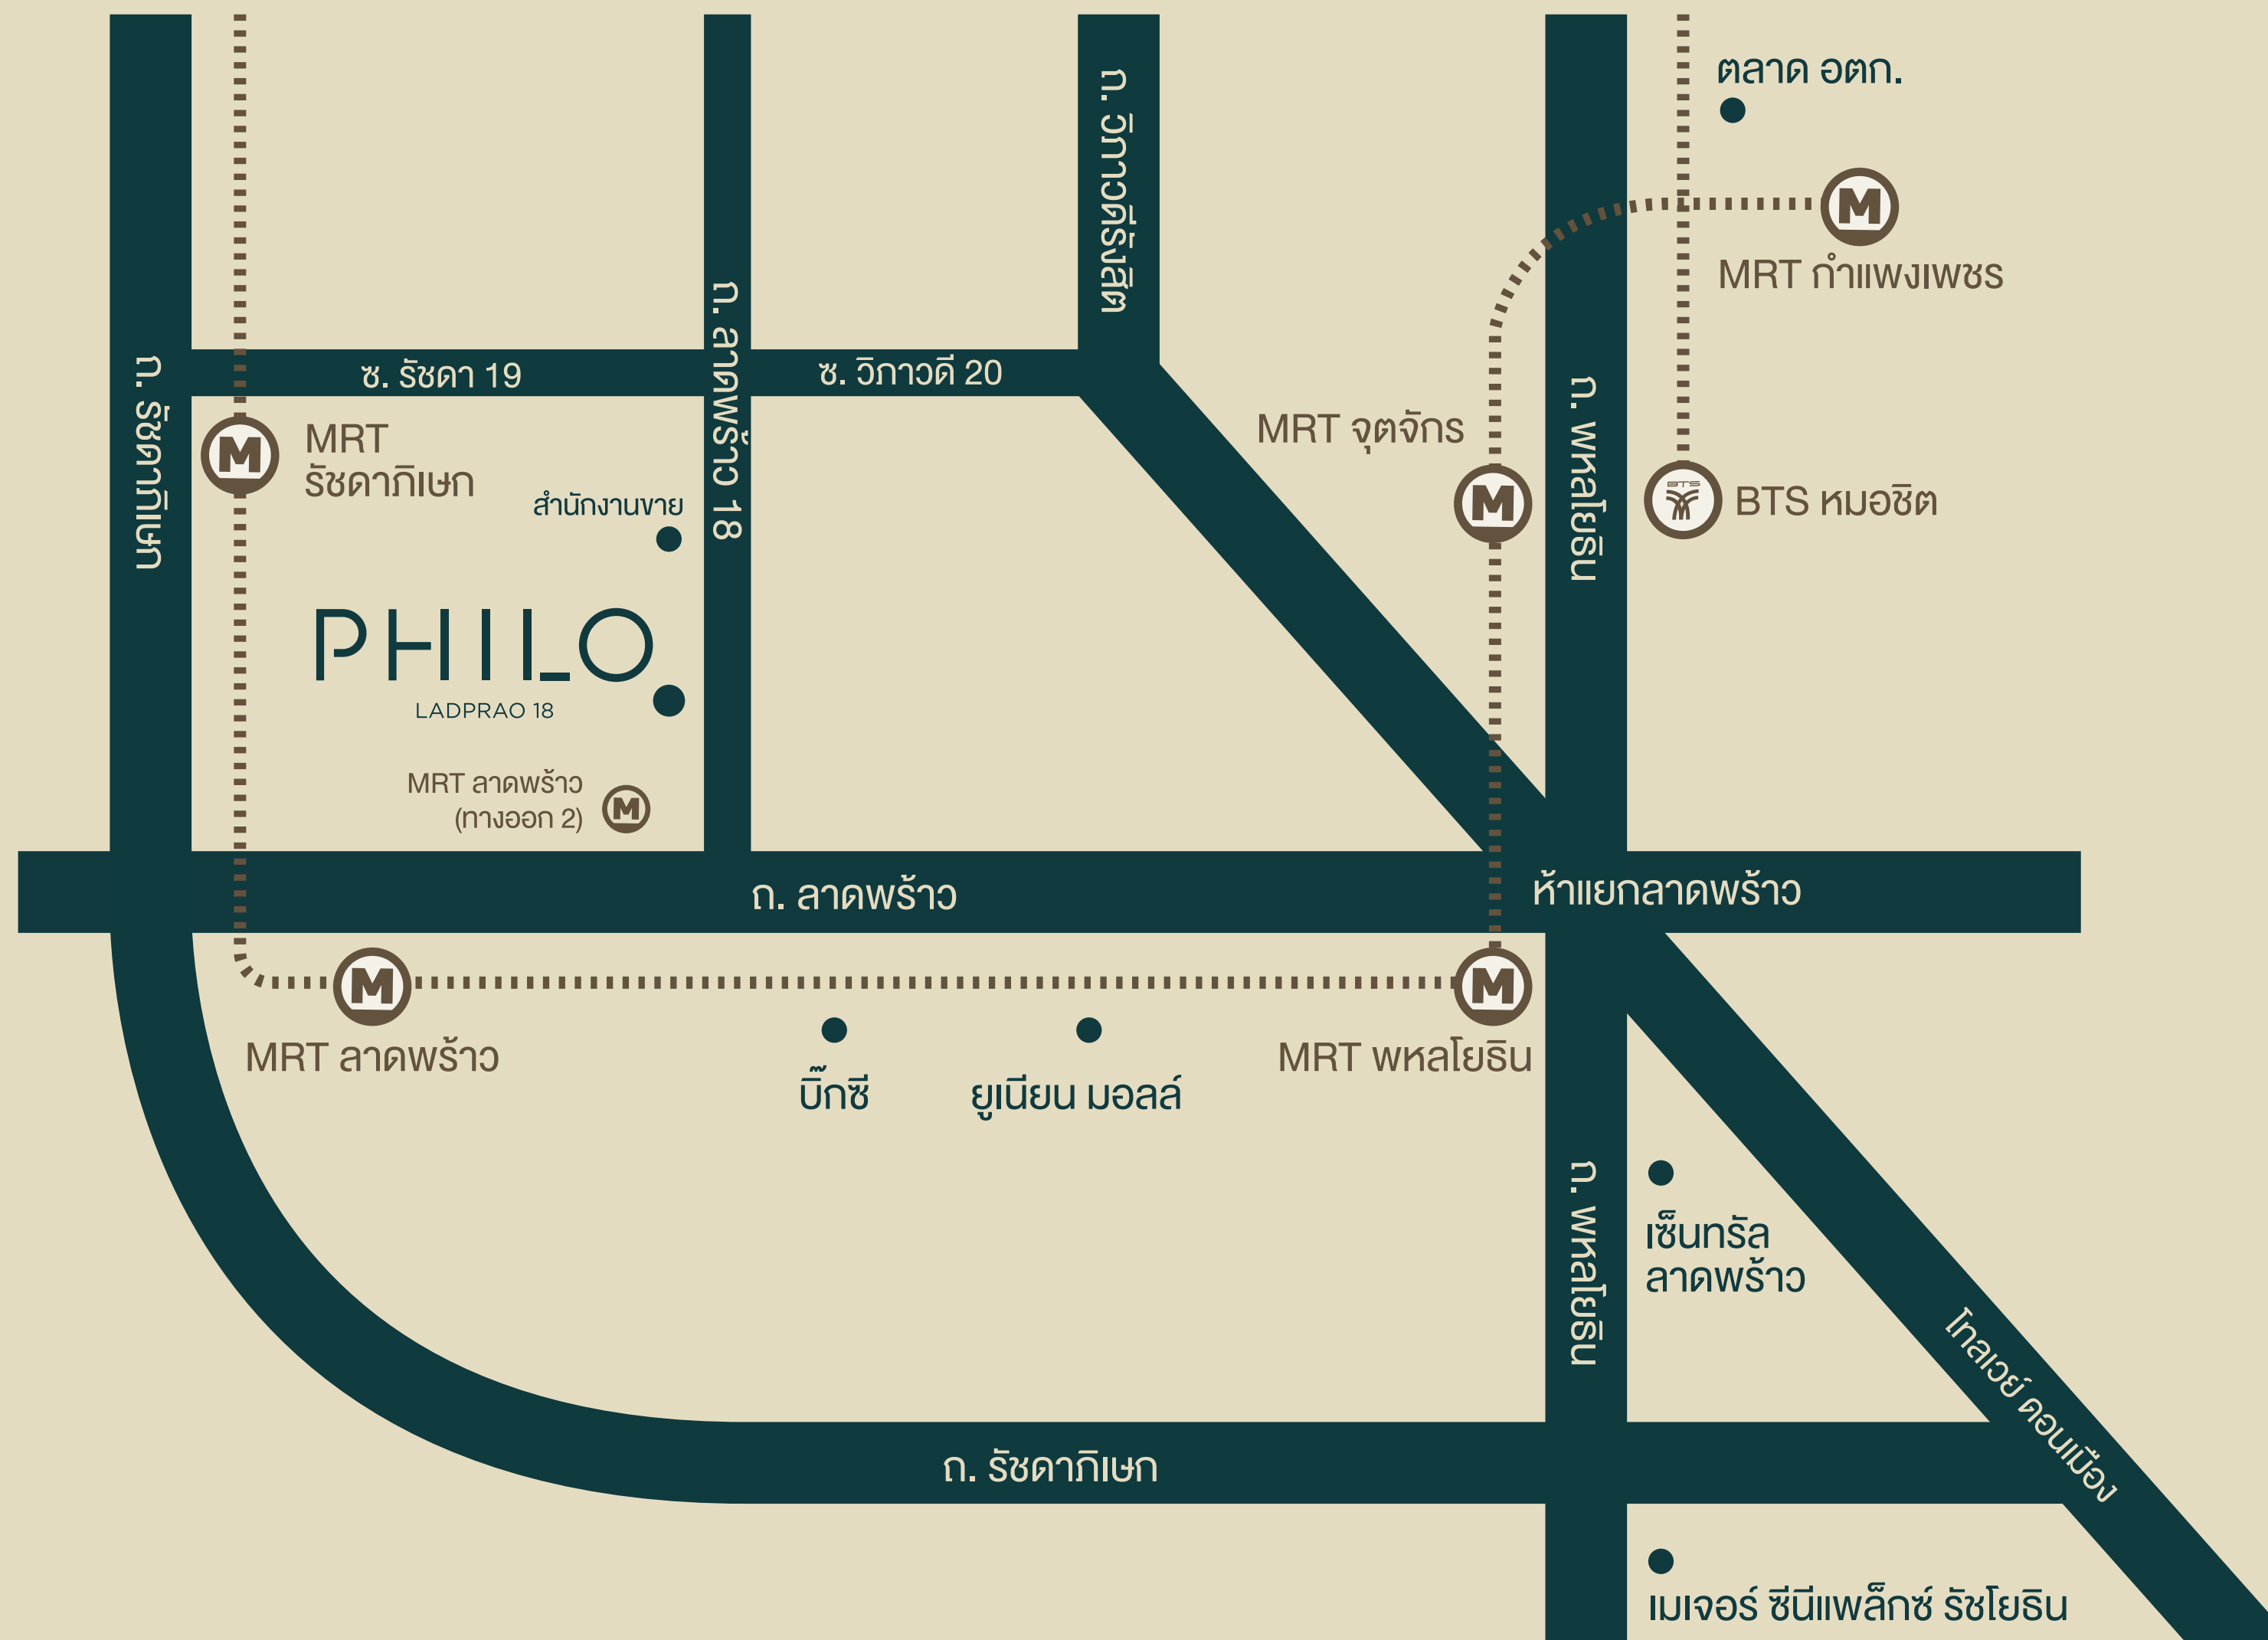 ตลาด อตก.
ถ. วิภาวดีรังสิต
MRT กำแพงเพชร
ถ. รัชดาภิเษก
ซ. รัชดา 19
ถ. ลาดพร้าว 18
ซ. วิภาวดี 20
MRT จตุจักร
ถ. พหลโยธิน
MRT
รัชดาภิเษก
สำนักงานขาย
BTS
BTS หมอชิต
PHILO
LADPRAO 18
MRT ลาดพร้าว
(ทางออก 2)
ถ. ลาดพร้าว
ห้าแยกลาดพร้าว
MRT ลาดพร้าว
บิ๊กซี
ยูเนียน มอลล์
MRT พหลโยธิน
ถ. พหลโยธิน
เซ็นทรัล
ลาดพร้าว
โทลเวย์ ดอนเมือง
ถ. รัชดาภิเษก
เมเจอร์ ซีนีแพล็กซ์ รัชโยธิน